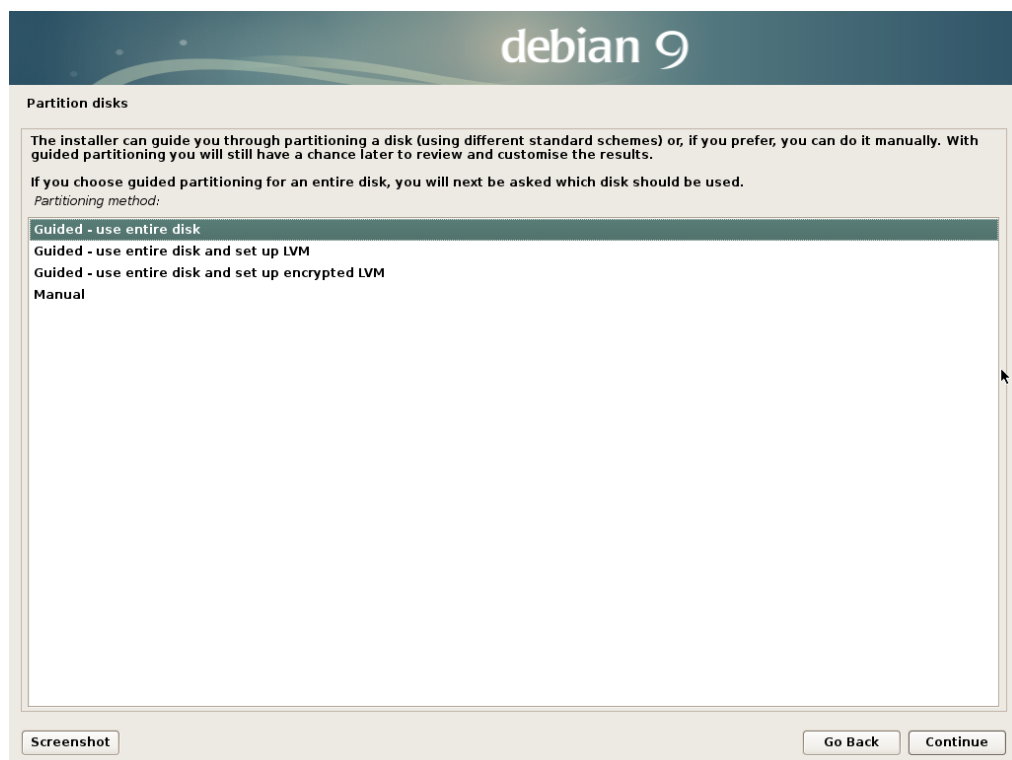 debian 9
Partition disks
The installer can guide you through partitioning a disk (using different standard schemes) or, if you prefer, you can do it manually. With
guided partitioning you will still have a chance later to review and customise the results.
If you choose guided partitioning for an entire disk, you will next be asked which disk should be used.
Partitioning method:
Guided - use entire disk
Guided - use entire disk and set up LVM
Guided - use entire disk and set up encrypted LVM
Manual
Screenshot
Go Back
Continue